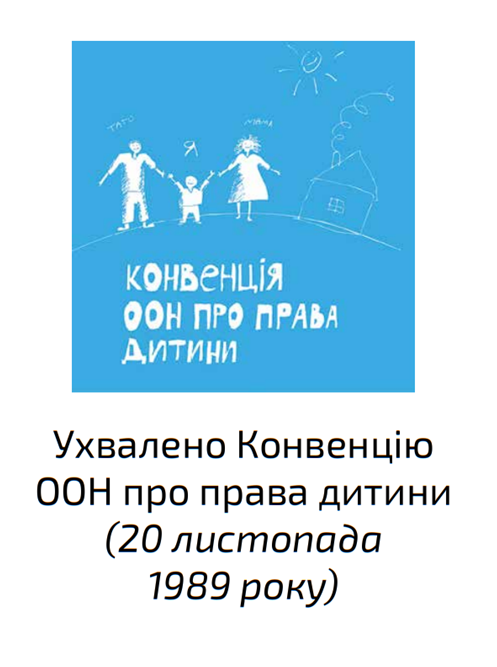 ТАТО
Я
МАМА
КОНВЕНЦІЯ
ООН ПРО ПРАВА
ДИТИНИ
Ухвалено Конвенцію
ООН про права дитини
(20 листопада
1989 року)